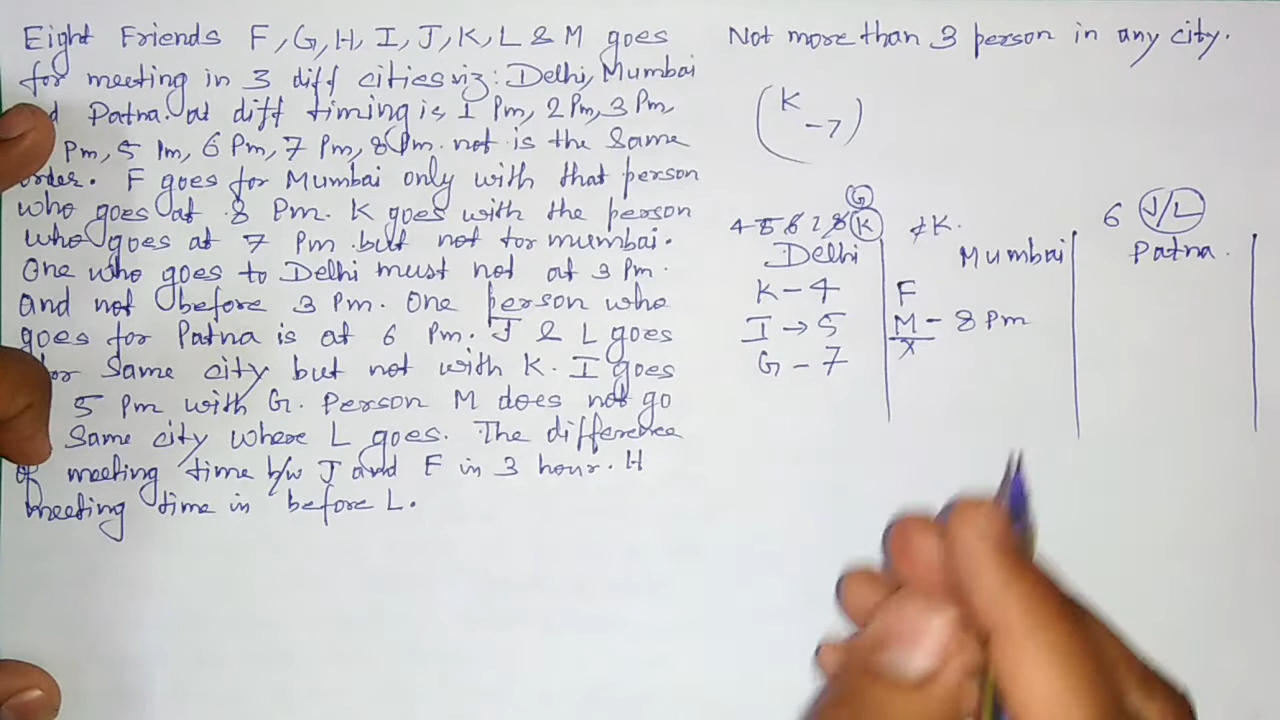 Eight Friends F, G, H, I, J, K, L & M goes
for meeting in 3 diff cities viz: Delhi, Mumbai
Patna. at diff timing is, 1 Pm, 2 Pm, 3 Pm,
Pm, 5 Pm, 6 Pm, 7 Pm, 8 Pm. not is the same
order. F goes for Mumbai only with that person
who goes at 8 Pm. K goes with the person
who goes at 7 Pm but not for mumbai.
One who goes to Delhi must not at 3 Pm.
and not before 3 Pm. One person who
goes for Patna is at 6 Pm. J & L goes
for same city but not with K. I goes
5 Pm with G. Person M does not go
Same city where L goes. The difference
of meeting time b/w J and F in 3 hour. H
meeting time in before L.
Not more than 3 person in any city.
(K
-7)
G
4 5 6 7 8 K ≠K. 6 J/L
Delhi Mumbai Patna.
K - 4 F
I → 5 M - 8 Pm
G - 7 X